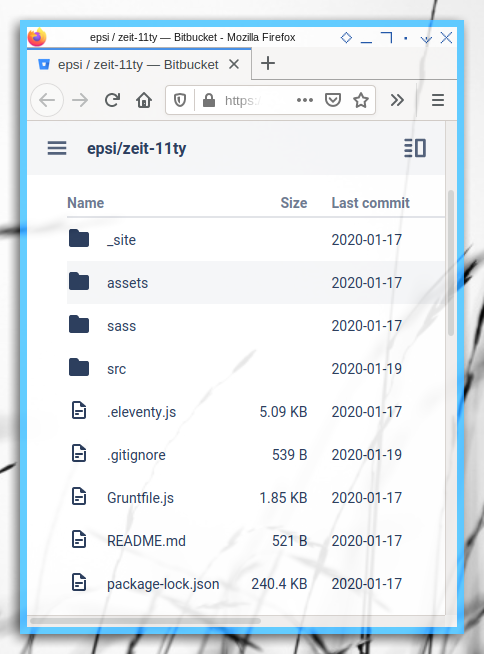 epsi / zeit-11ty — Bitbucket - Mozilla Firefox
epsi / zeit-11ty — Bitbucket
https:
epsi/zeit-11ty
Name Size Last commit
_site 2020-01-17
assets 2020-01-17
sass 2020-01-17
src 2020-01-19
.eleventy.js 5.09 KB 2020-01-17
.gitignore 539 B 2020-01-19
Gruntfile.js 1.85 KB 2020-01-17
README.md 521 B 2020-01-17
package-lock.json 240.4 KB 2020-01-17